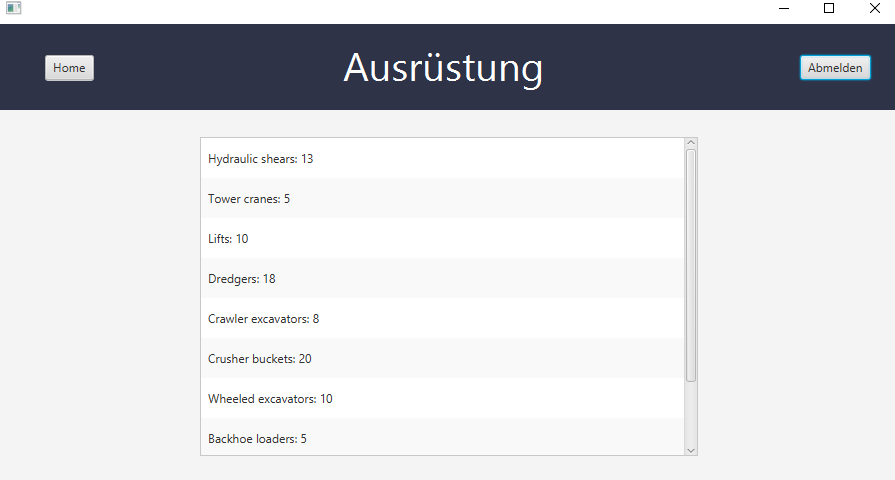 Home
Ausrüstung
Abmelden
Hydraulic shears: 13
Tower cranes: 5
Lifts: 10
Dredgers: 18
Crawler excavators: 8
Crusher buckets: 20
Wheeled excavators: 10
Backhoe loaders: 5